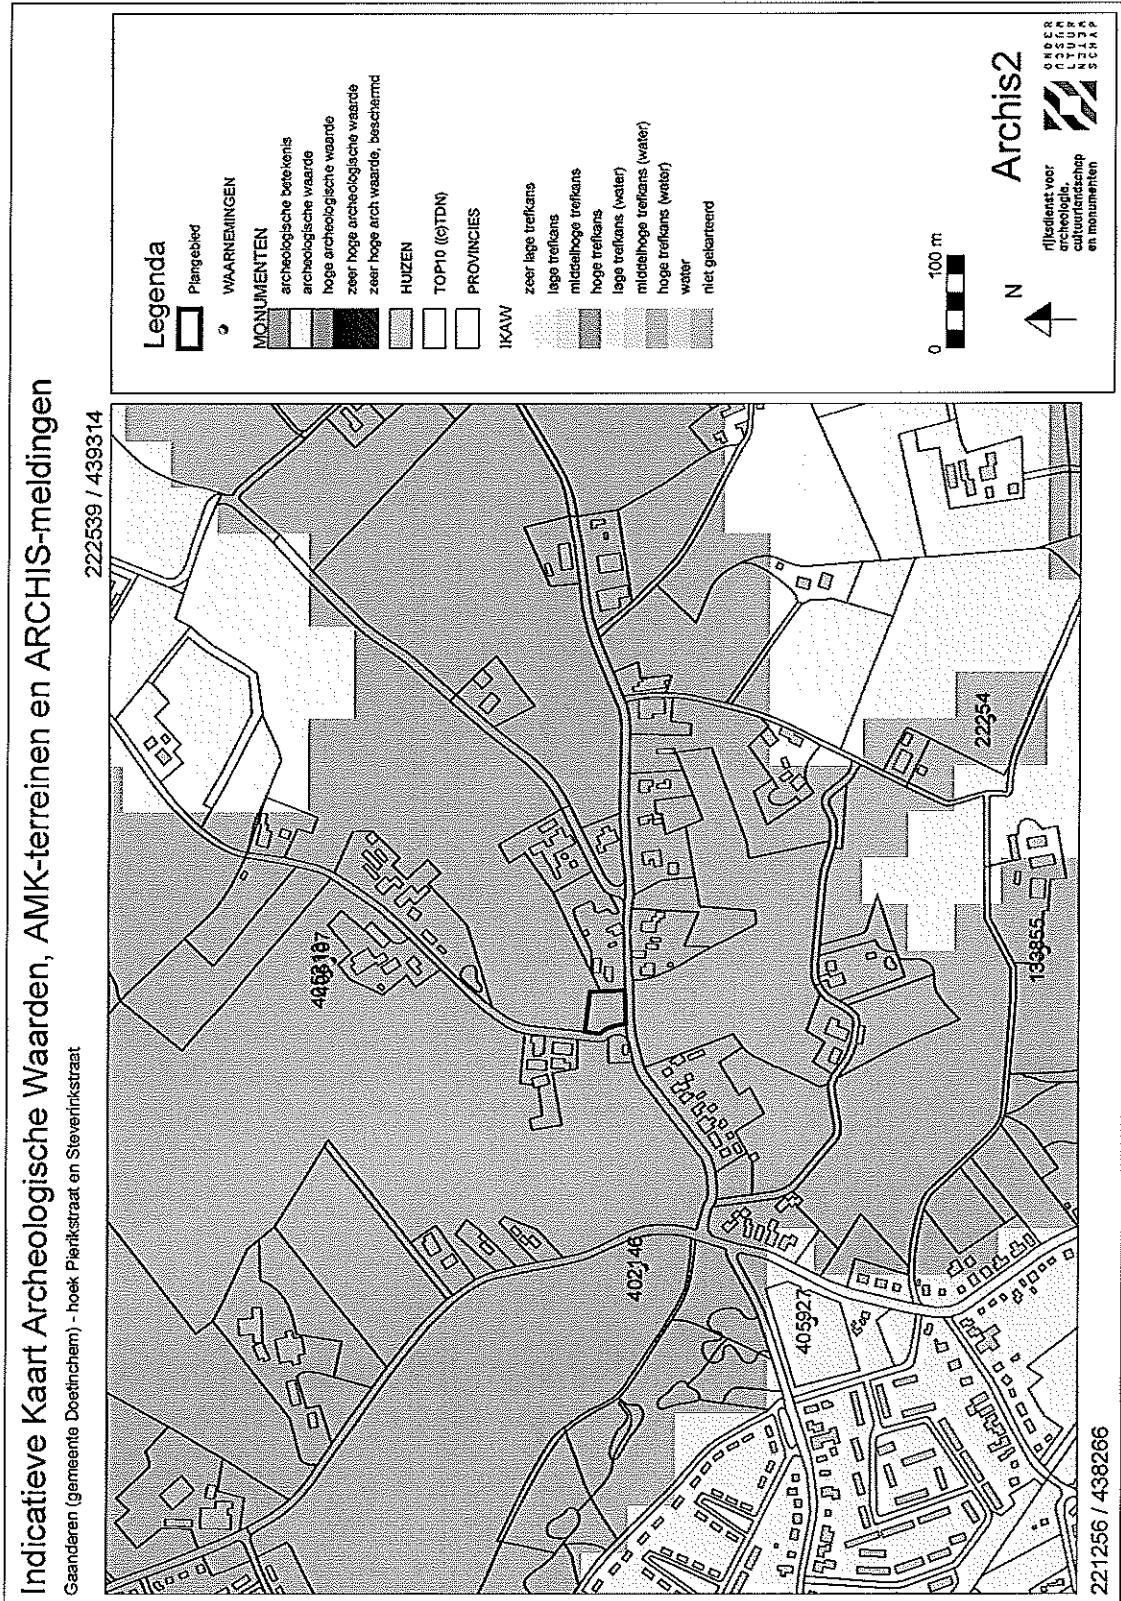 Indicatieve Kaart Archeologische Waarden, AMK-terreinen en ARCHIS-meldingen
Gaanderen (gemeente Doetinchem) - hoek Pierikstraat en Steverinkstraat
222539 / 439314
402146
405927
22254
133855
221256 / 438266
Legenda
Plangebied
WAARNEMINGEN
MONUMENTEN
archeologische betekenis
archeologische waarde
hoge archeologische waarde
zeer hoge archeologische waarde
zeer hoge arch waarde, beschermd
HUIZEN
TOP10 ((c)TDN)
PROVINCIES
IKAW
zeer lage trefkans
lage trefkans
middelhoge trefkans
hoge trefkans
lage trefkans (water)
middelhoge trefkans (water)
hoge trefkans (water)
water
niet gekarteerd
0 100 m
N
Archis2
rijksdienst voor
archeologie,
cultuurlandschap
en monumenten